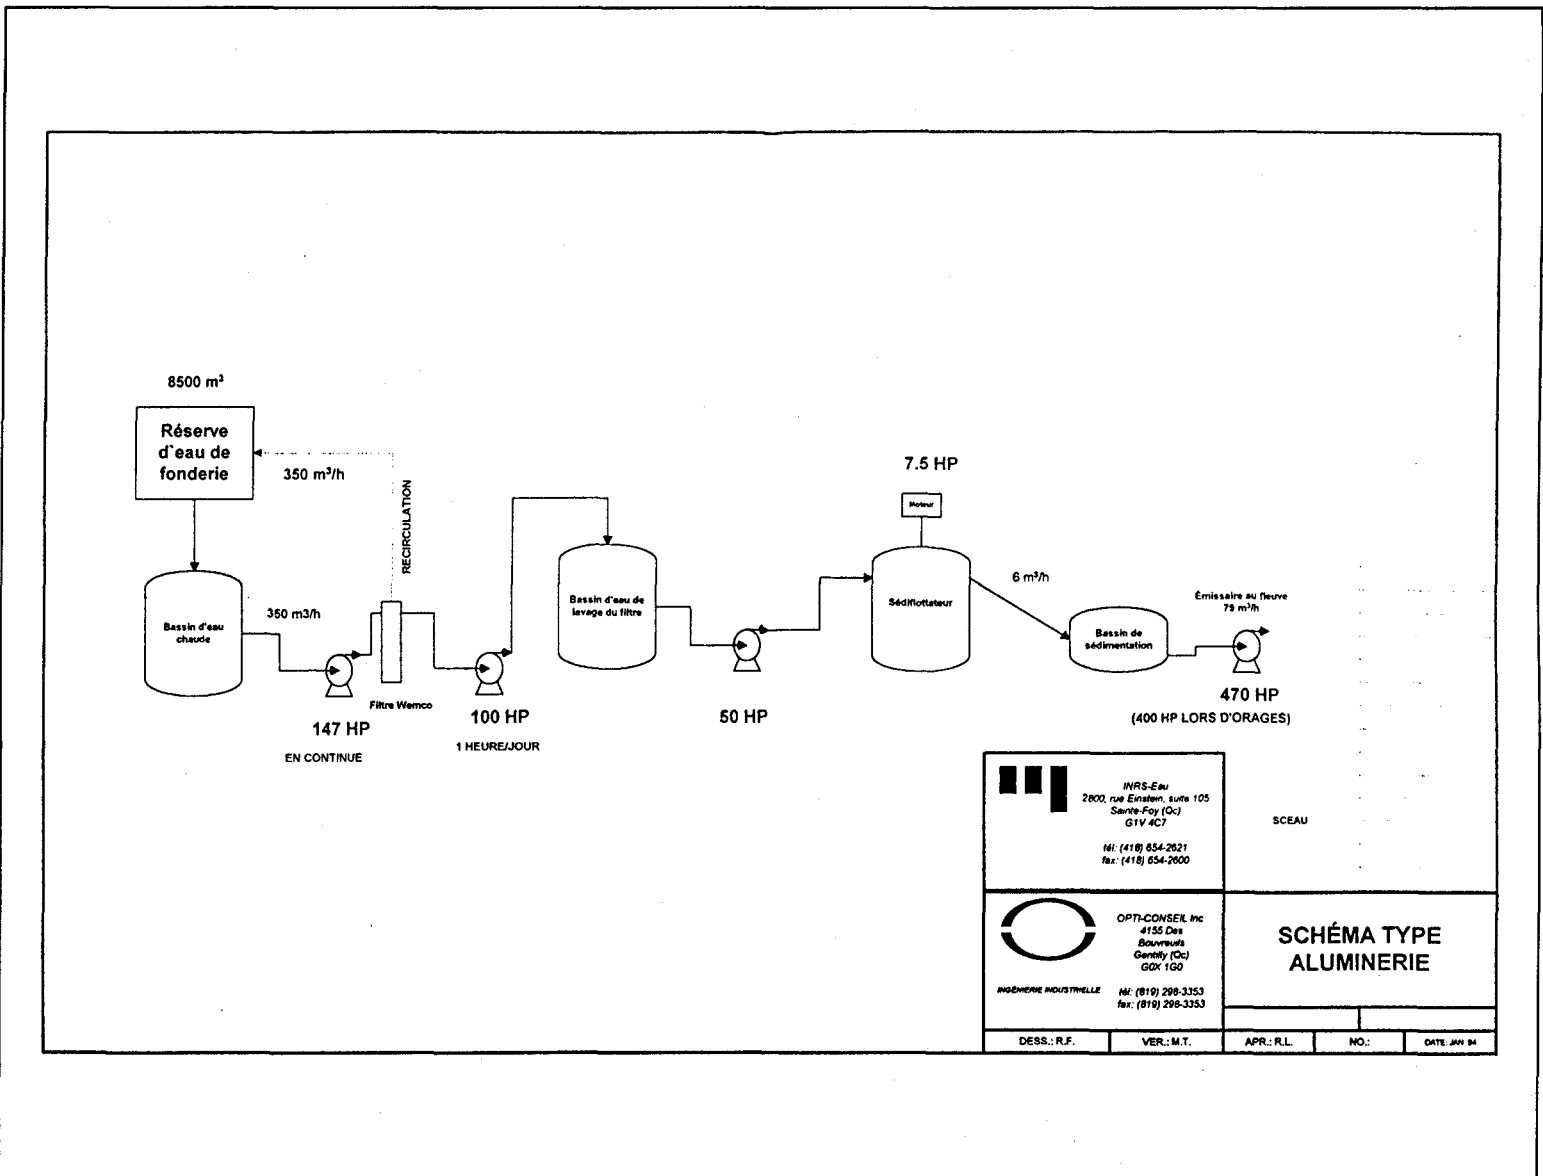 8500 m³
Réserve
d`eau de
fonderie
350 m³/h
RECIRCULATION
Bassin d'eau
chaude
350 m3/h
Filtre Wemco
147 HP
EN CONTINUE
100 HP
1 HEURE/JOUR
Bassin d'eau de
lavage du filtre
50 HP
7.5 HP
Moteur
Sédiflottateur
6 m³/h
Bassin de
sédimentation
Émissaire au fleuve
79 m³/h
470 HP
(400 HP LORS D'ORAGES)
INRS-Eau
2800, rue Einstein, suite 105
Sainte-Foy (Qc)
G1V 4C7
tél: (418) 654-2621
fax: (418) 654-2600
SCEAU
OPTI-CONSEIL Inc
4155 Des
Bouvreuils
Gentilly (Qc)
G0X 1G0
INGÉNIERIE INDUSTRIELLE
tél: (819) 298-3353
fax: (819) 298-3353
SCHÉMA TYPE
ALUMINERIE
DESS.: R.F.
VER.: M.T.
APR.: R.L.
NO.:
DATE: JAN 94